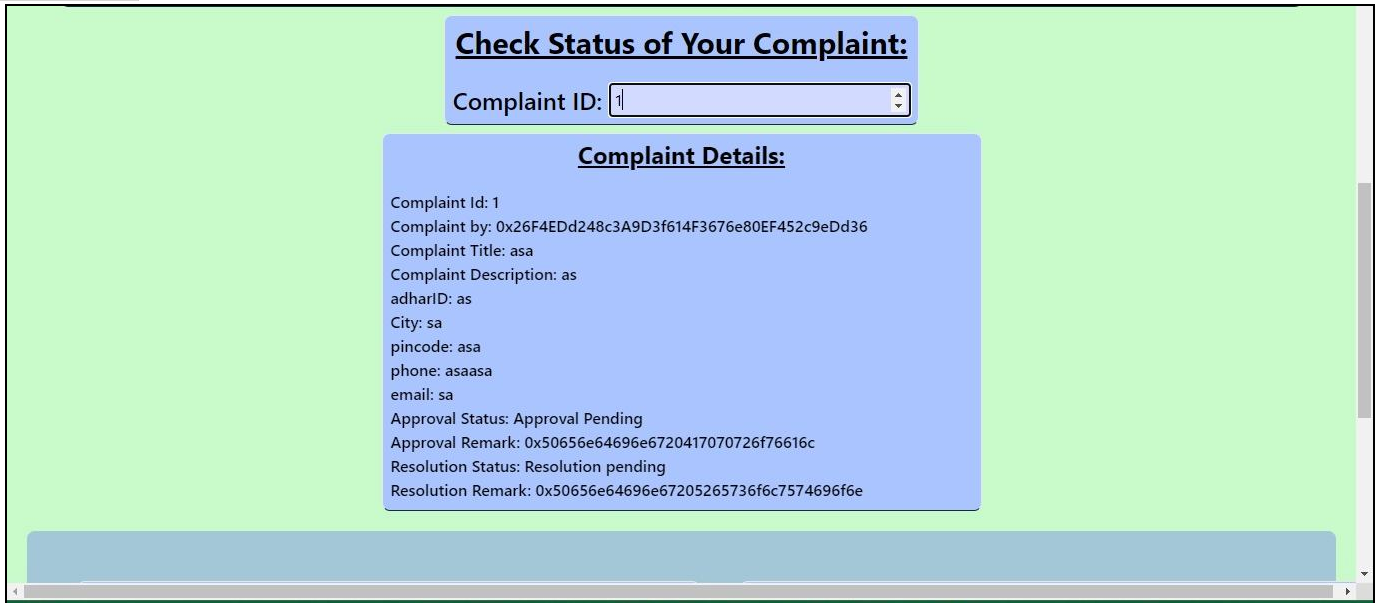 Check Status of Your Complaint:
Complaint ID: 1
Complaint Details:
Complaint Id: 1
Complaint by: 0x26F4EDd248c3A9D3f614F3676e80EF452c9eDd36
Complaint Title: asa
Complaint Description: as
adharID: as
City: sa
pincode: asa
phone: asaasa
email: sa
Approval Status: Approval Pending
Approval Remark: 0x50656e64696e6720417070726f76616c
Resolution Status: Resolution pending
Resolution Remark: 0x50656e64696e67205265736f6c7574696f6e